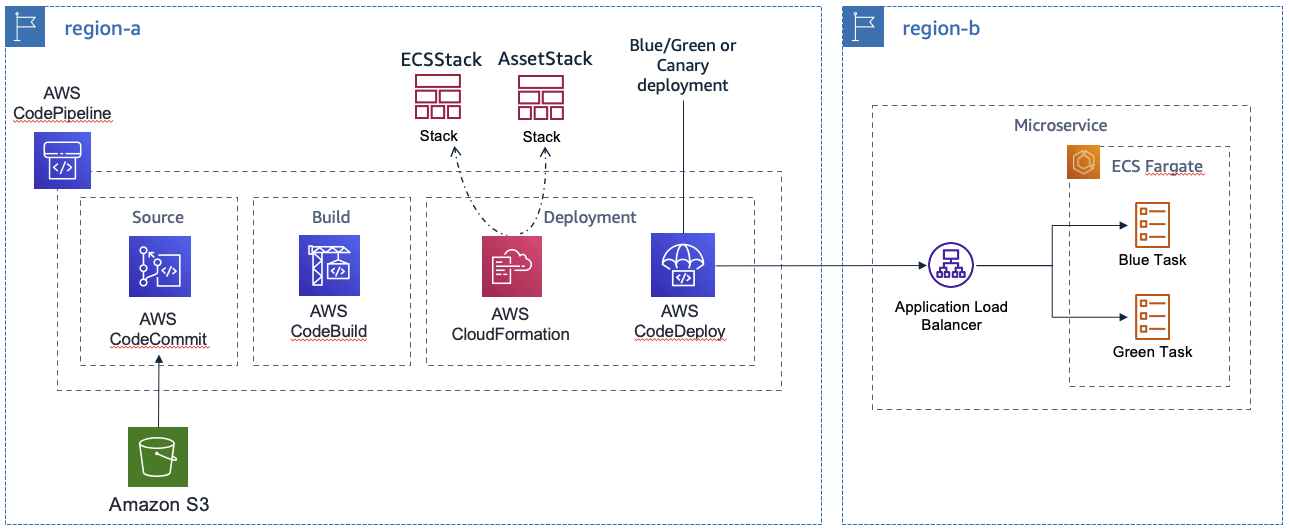 region-a
region-b
ECSStack
AssetStack
Blue/Green or
Canary
deployment
AWS
CodePipeline
Stack
Stack
Microservice
ECS Fargate
Source
Build
Deployment
AWS
CodeCommit
AWS
CodeBuild
AWS
CloudFormation
AWS
CodeDeploy
Application Load
Balancer
Blue Task
Green Task
Amazon S3